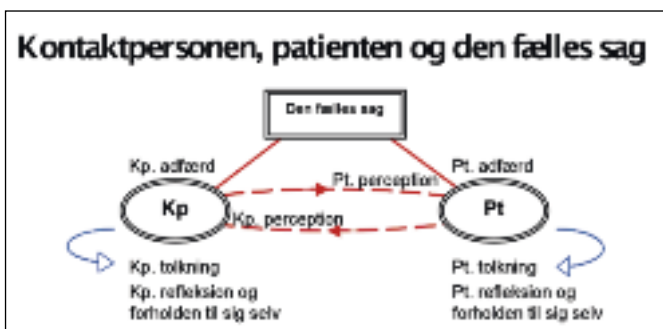 Kontaktpersonen, patienten og den fælles sag
Den fælles sag
Kp. adfærd
Pt. adfærd
Pt. perception
Kp
Pt
Kp. perception
Kp. tolkning
Kp. refleksion og
forholden til sig selv
Pt. tolkning
Pt. refleksion og
forholden til sig selv